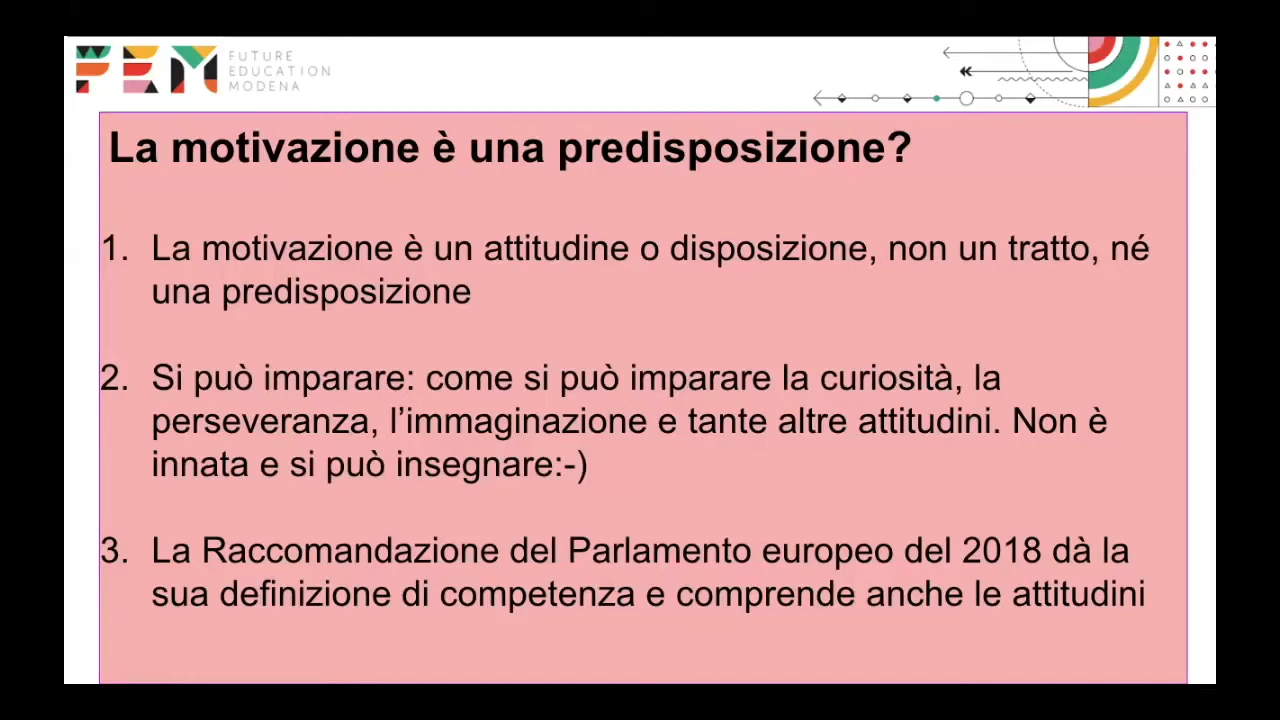 FEM
FUTURE
EDUCATION
MODENA
La motivazione è una predisposizione?
1. La motivazione è un attitudine o disposizione, non un tratto, né
una predisposizione
2. Si può imparare: come si può imparare la curiosità, la
perseveranza, l’immaginazione e tante altre attitudini. Non è
innata e si può insegnare:-)
3. La Raccomandazione del Parlamento europeo del 2018 dà la
sua definizione di competenza e comprende anche le attitudini